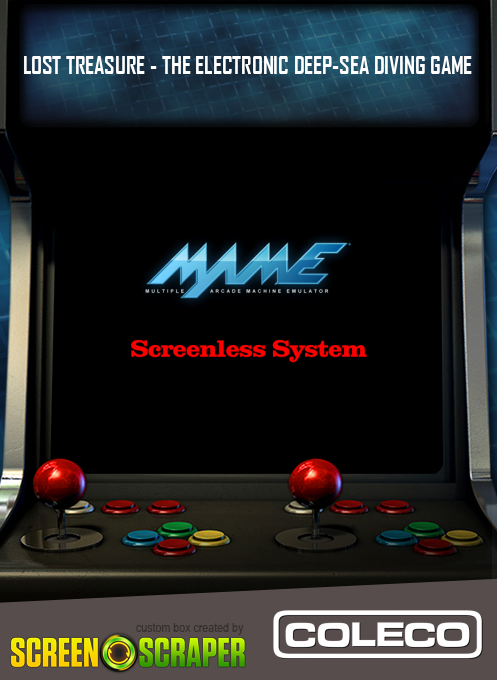 LOST TREASURE - THE ELECTRONIC DEEP-SEA DIVING GAME
MAME
MULTIPLE ARCADE MACHINE EMULATOR
Screenless System
custom box created by
SCREEN SCRAPER
COLECO